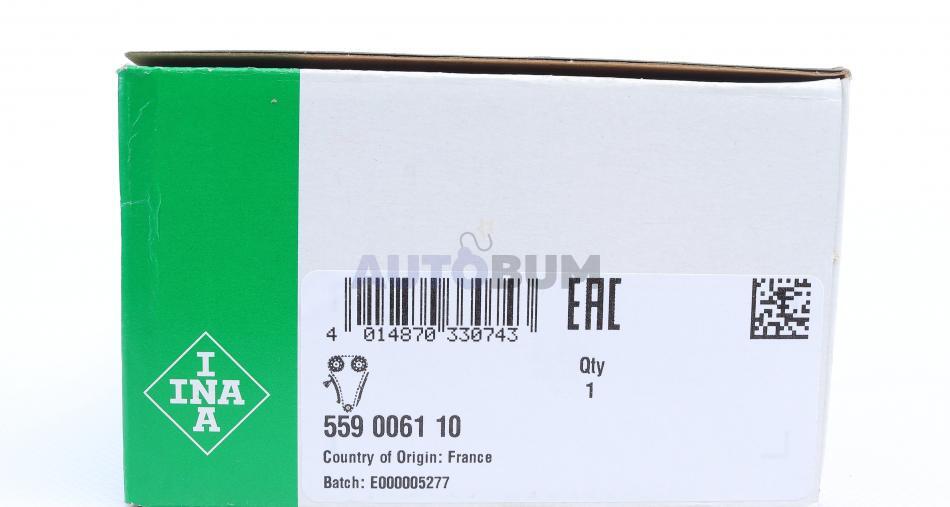 AUTOBUM
EAC
4 014870 330743
Qty
1
I
INA
A
559 0061 10
Country of Origin: France
Batch: E000005277